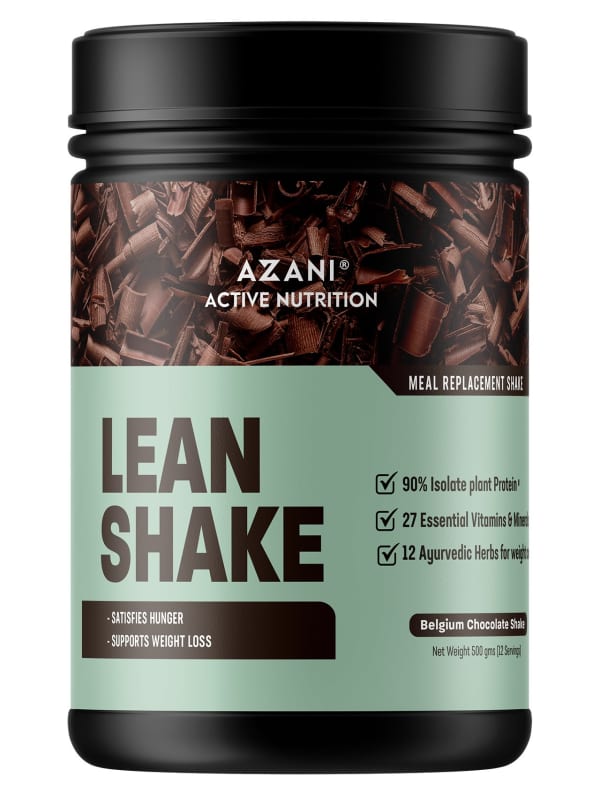 AZANI®
ACTIVE NUTRITION
MEAL REPLACEMENT SHAKE
LEAN
SHAKE
90% Isolate plant Protein
27 Essential Vitamins &
12 Ayurvedic Herbs for
- SATISFIES HUNGER
- SUPPORTS WEIGHT LOSS
Belgium Chocolate Shake
Net Weight 500 gms (12 Servings)